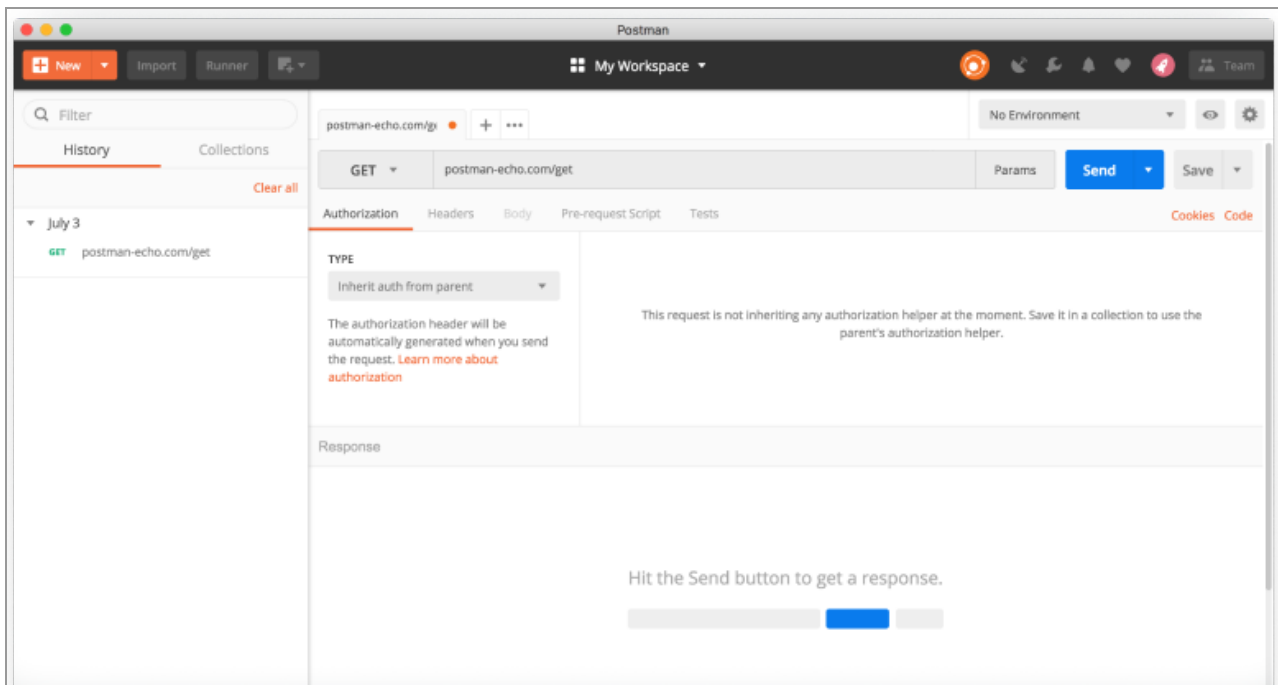 Postman
New
Import
Runner
My Workspace
Team
Filter
History
Collections
Clear all
July 3
GET postman-echo.com/get
postman-echo.com/ge
No Environment
GET
postman-echo.com/get
Params
Send
Save
Authorization
Headers
Body
Pre-request Script
Tests
Cookies
Code
TYPE
Inherit auth from parent
The authorization header will be
automatically generated when you send
the request. Learn more about
authorization
This request is not inheriting any authorization helper at the moment. Save it in a collection to use the
parent's authorization helper.
Response
Hit the Send button to get a response.